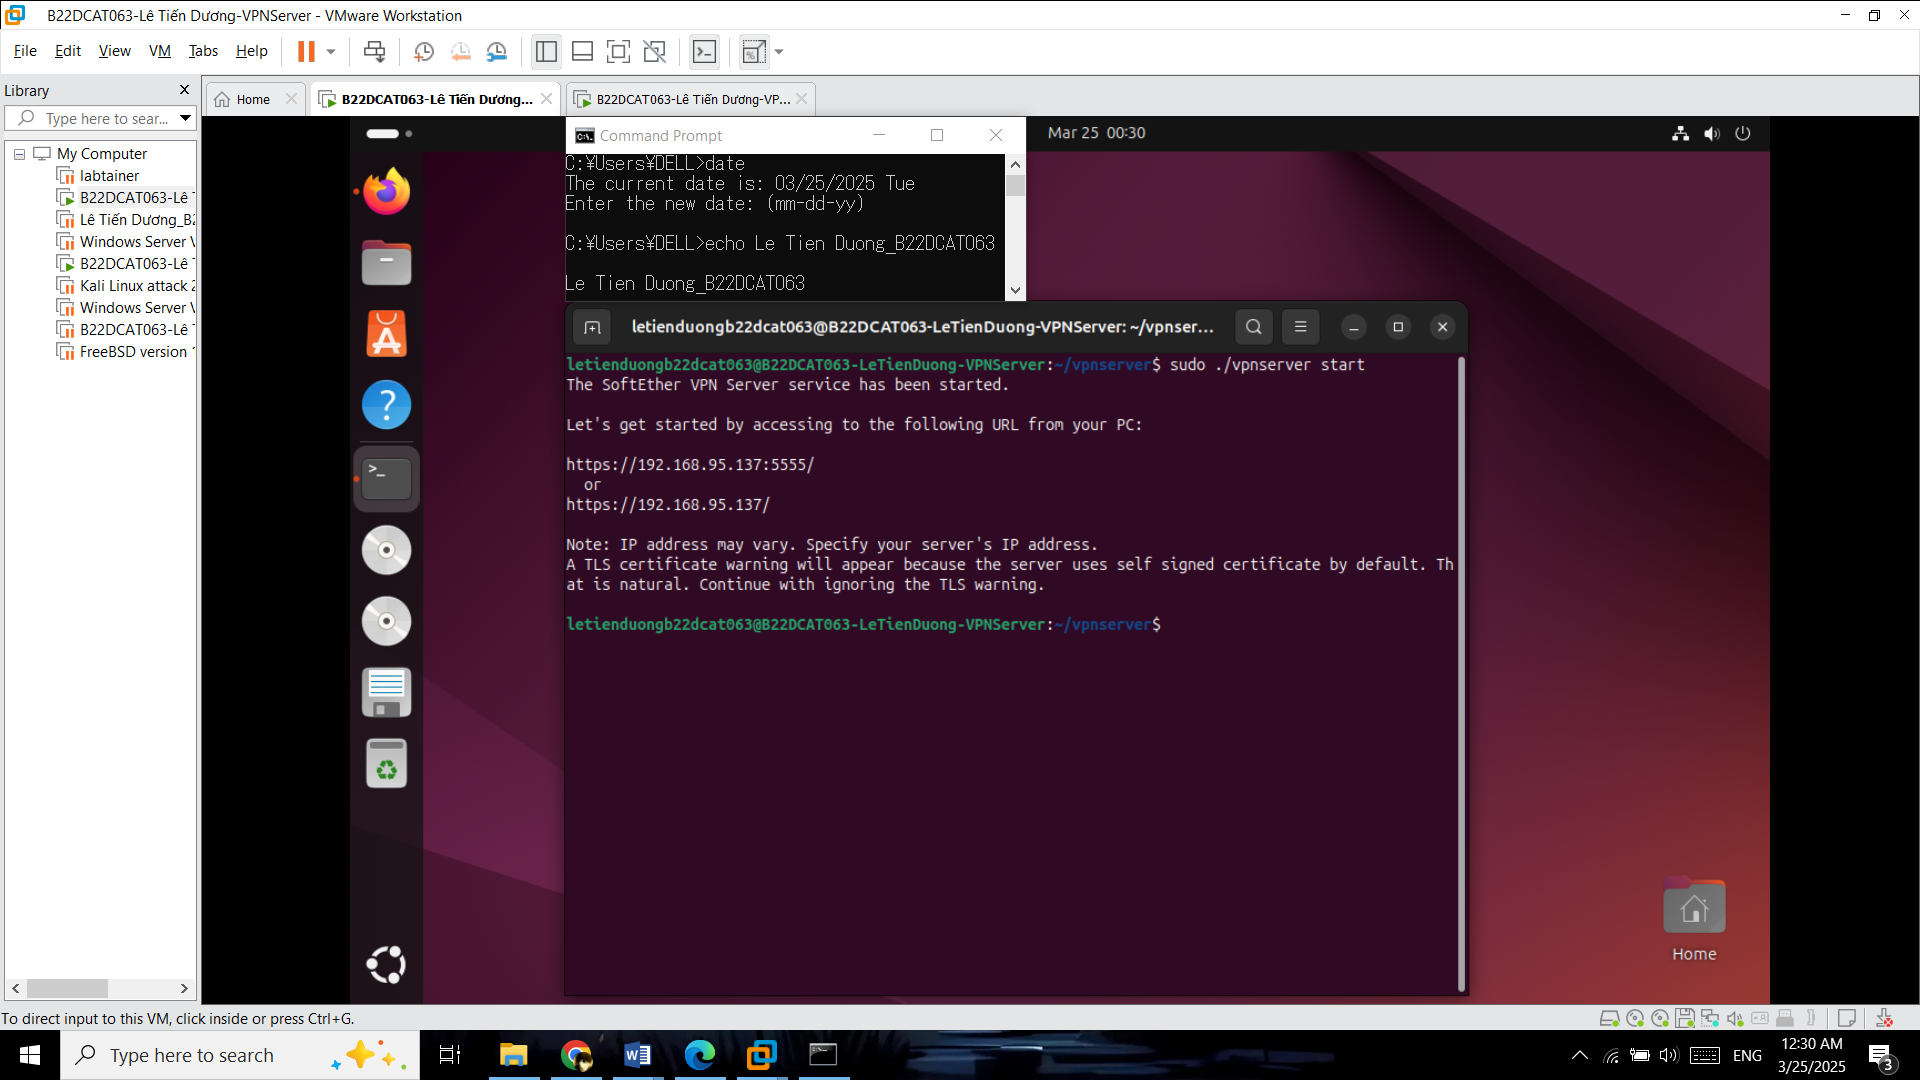 B22DCAT063-Lê Tiến Dương-VPNServer - VMware Workstation
File Edit View VM Tabs Help
Library
Type here to sear...
My Computer
labtainer
B22DCAT063-Lê T
Lê Tiến Dương_B2
Windows Server V
B22DCAT063-Lê T
Kali Linux attack 2
Windows Server V
B22DCAT063-Lê T
FreeBSD version 1
Home
B22DCAT063-Lê Tiến Dương...
B22DCAT063-Lê Tiến Dương-VP...
Mar 25 00:30
Command Prompt
C:¥Users¥DELL>date
The current date is: 03/25/2025 Tue
Enter the new date: (mm-dd-yy)
C:¥Users¥DELL>echo Le Tien Duong_B22DCAT063
Le Tien Duong_B22DCAT063
letienduongb22dcat063@B22DCAT063-LeTienDuong-VPNServer: ~/vpnser...
letienduongb22dcat063@B22DCAT063-LeTienDuong-VPNServer:~/vpnserver$ sudo ./vpnserver start
The SoftEther VPN Server service has been started.
Let's get started by accessing to the following URL from your PC:
https://192.168.95.137:5555/
or
https://192.168.95.137/
Note: IP address may vary. Specify your server's IP address.
A TLS certificate warning will appear because the server uses self signed certificate by default. Th
at is natural. Continue with ignoring the TLS warning.
letienduongb22dcat063@B22DCAT063-LeTienDuong-VPNServer:~/vpnserver$
Home
To direct input to this VM, click inside or press Ctrl+G.
Type here to search
ENG
12:30 AM
3/25/2025
3